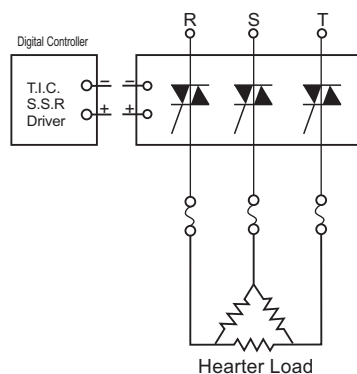 R S T
Digital Controller
T.I.C.
S.S.R
Driver
− −
+ +
Hearter Load